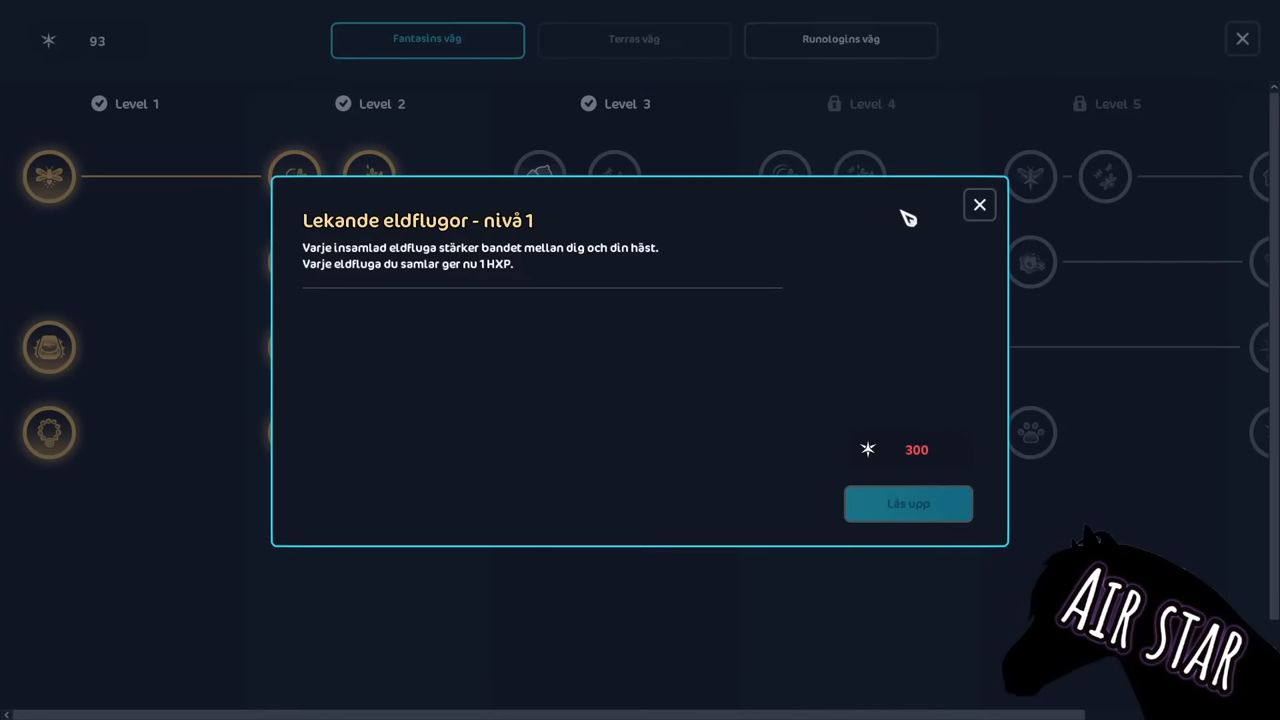 93
Fantasins väg
Terras väg
Runologins väg
Level 1
Level 2
Level 3
Level 4
Level 5
Lekande eldflugor - nivå 1
Varje insamlad eldfluga stärker bandet mellan dig och din häst.
Varje eldfluga du samlar ger nu 1 HXP.
300
Lås upp
AIR STAR